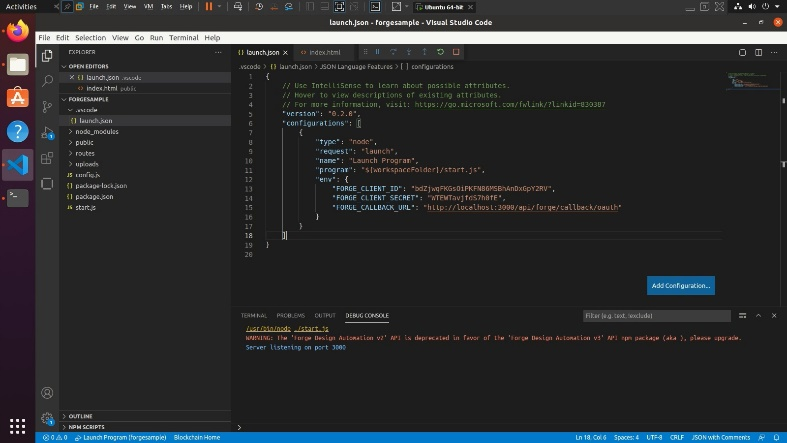 Activities File Edit View VM Tabs Help Ubuntu 64-bit
launch.json - forgesample - Visual Studio Code
File Edit Selection View Go Run Terminal Help
EXPLORER
launch.json index.html
OPEN EDITORS
launch.json .vscode
index.html public
FORGESAMPLE
.vscode
launch.json
node_modules
public
routes
uploads
config.js
package-lock.json
package.json
start.js
OUTLINE
NPM SCRIPTS
.vscode > launch.json > JSON Language Features > [ ] configurations
1 {
2 // Use IntelliSense to learn about possible attributes.
3 // Hover to view descriptions of existing attributes.
4 // For more information, visit: https://go.microsoft.com/fwlink/?linkid=830387
5 "version": "0.2.0",
6 "configurations": [
7 {
8 "type": "node",
9 "request": "launch",
10 "name": "Launch Program",
11 "program": "${workspaceFolder}/start.js",
12 "env": {
13 "FORGE_CLIENT_ID":
14 "FORGE_CLIENT_SECRET":
15 "FORGE_CALLBACK_URL": "http://localhost:3000/api/forge/callback/oauth"
16 }
17 }
18 ]
19 }
20
Add Configuration...
TERMINAL PROBLEMS OUTPUT DEBUG CONSOLE Filter (e.g. text, !exclude)
/usr/bin/node ./start.js
WARNING: The 'Forge Design Automation v2' API is deprecated in favor of the 'Forge Design Automation v3' API npm package (aka ), please upgrade.
Server listening on port 3000
>
0 0 Launch Program (forgesample) Blockchain Home Ln 18, Col 6 Spaces: 4 UTF-8 CRLF JSON with Comments